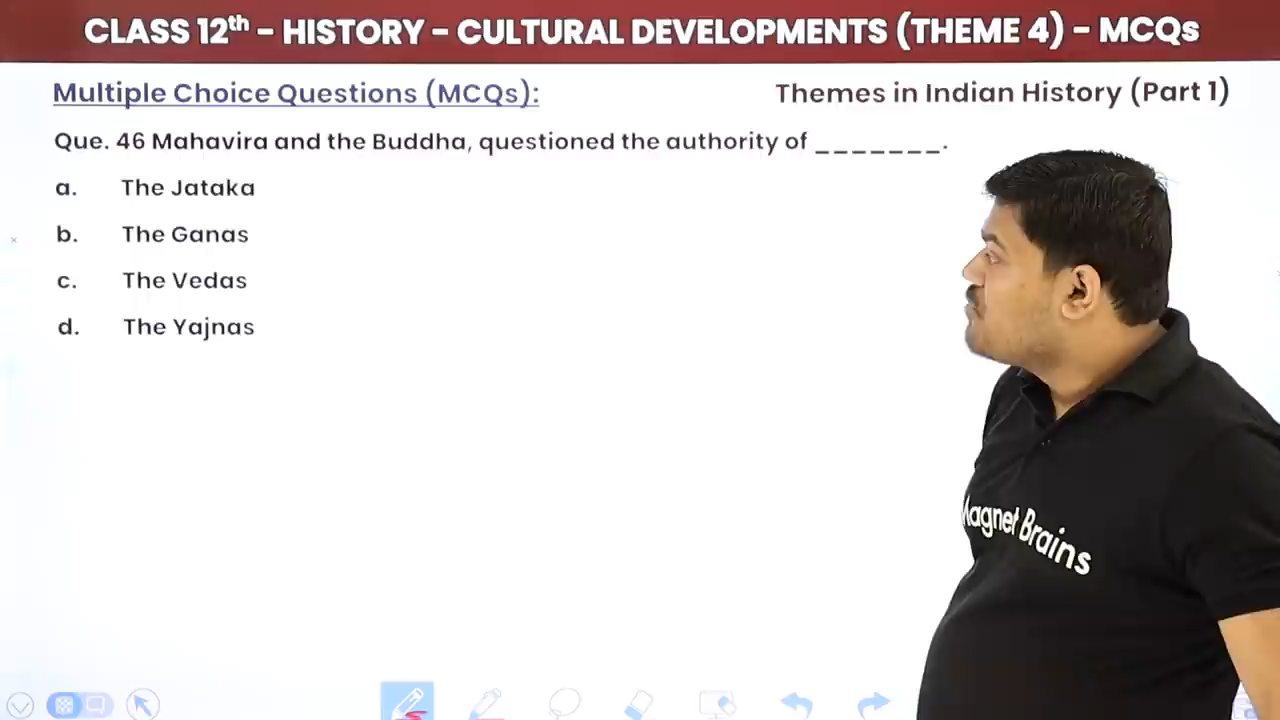 CLASS 12th – HISTORY – CULTURAL DEVELOPMENTS (THEME 4) – MCQs
Multiple Choice Questions (MCQs): Themes in Indian History (Part 1)
Que. 46 Mahavira and the Buddha, questioned the authority of _______.
a. The Jataka
b. The Ganas
c. The Vedas
d. The Yajnas
Magnet Brains